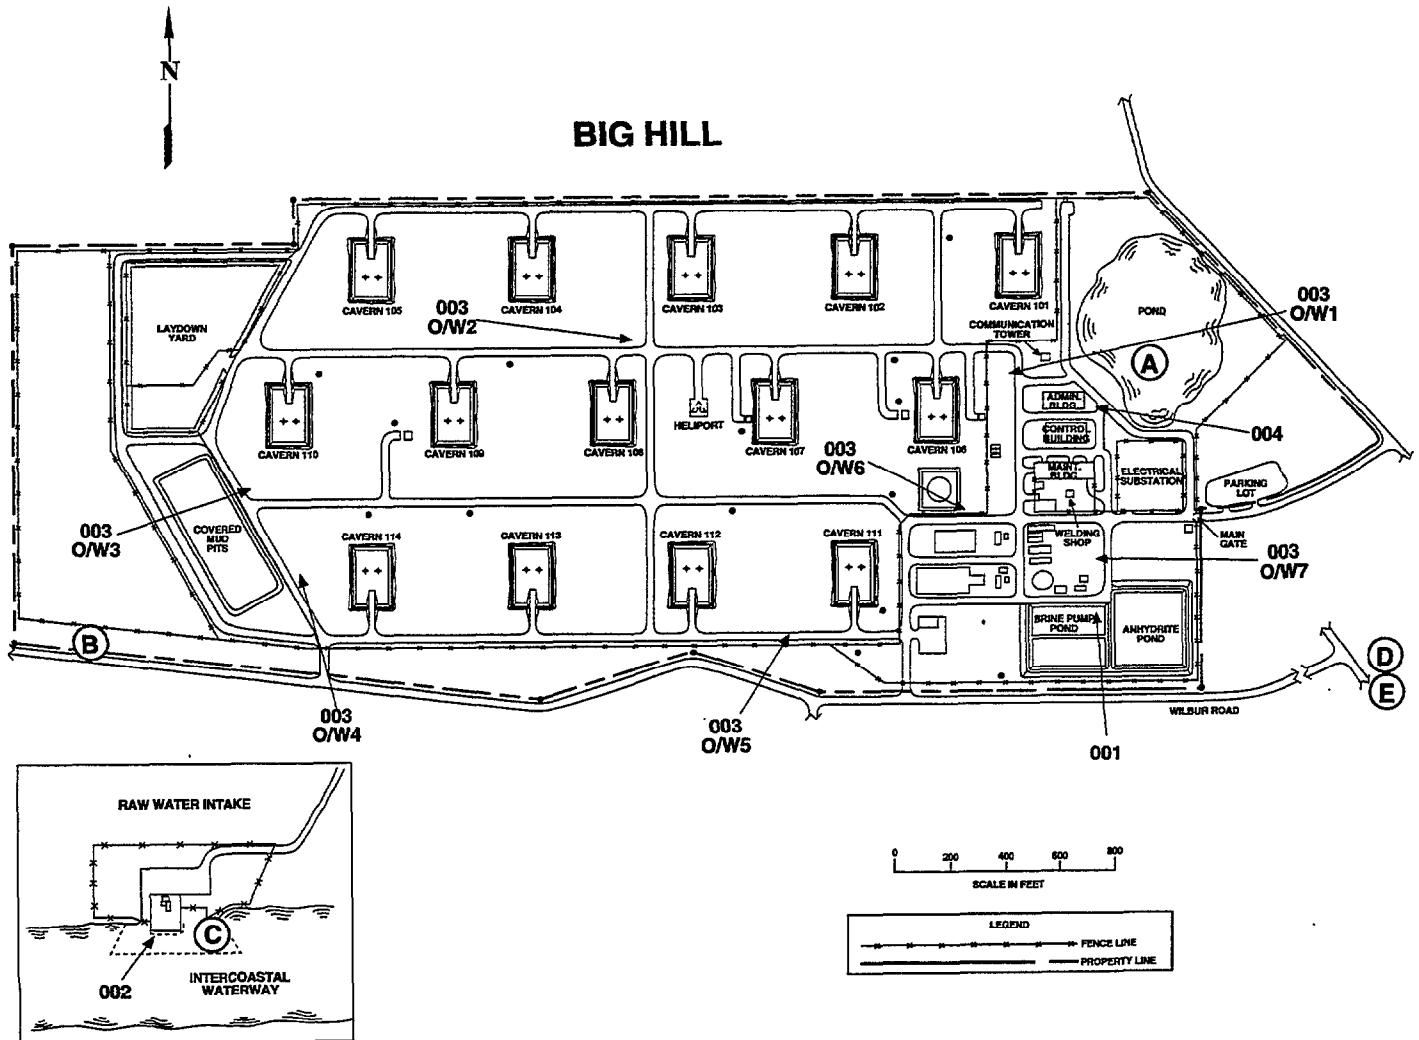 N
BIG HILL
CAVERN 105
CAVERN 104
CAVERN 103
CAVERN 102
CAVERN 101
003
O/W2
003
O/W1
LAYDOWN
YARD
COMMUNICATION
TOWER
POND
A
ADMIN.
BLDG.
004
CONTROL
BUILDING
HELIPORT
CAVERN 110
CAVERN 109
CAVERN 108
CAVERN 107
CAVERN 106
003
O/W6
MAINT.
BLDG.
ELECTRICAL
SUBSTATION
PARKING
LOT
003
O/W3
COVERED
MUD
PITS
CAVERN 114
CAVERN 113
CAVERN 112
CAVERN 111
WELDING
SHOP
MAIN
GATE
003
O/W7
BRINE PUMP
POND
ANHYDRITE
POND
B
D
E
003
O/W4
003
O/W5
001
WILBUR ROAD
RAW WATER INTAKE
C
INTERCOASTAL
WATERWAY
002
0 200 400 600 800
SCALE IN FEET
LEGEND
FENCE LINE
PROPERTY LINE